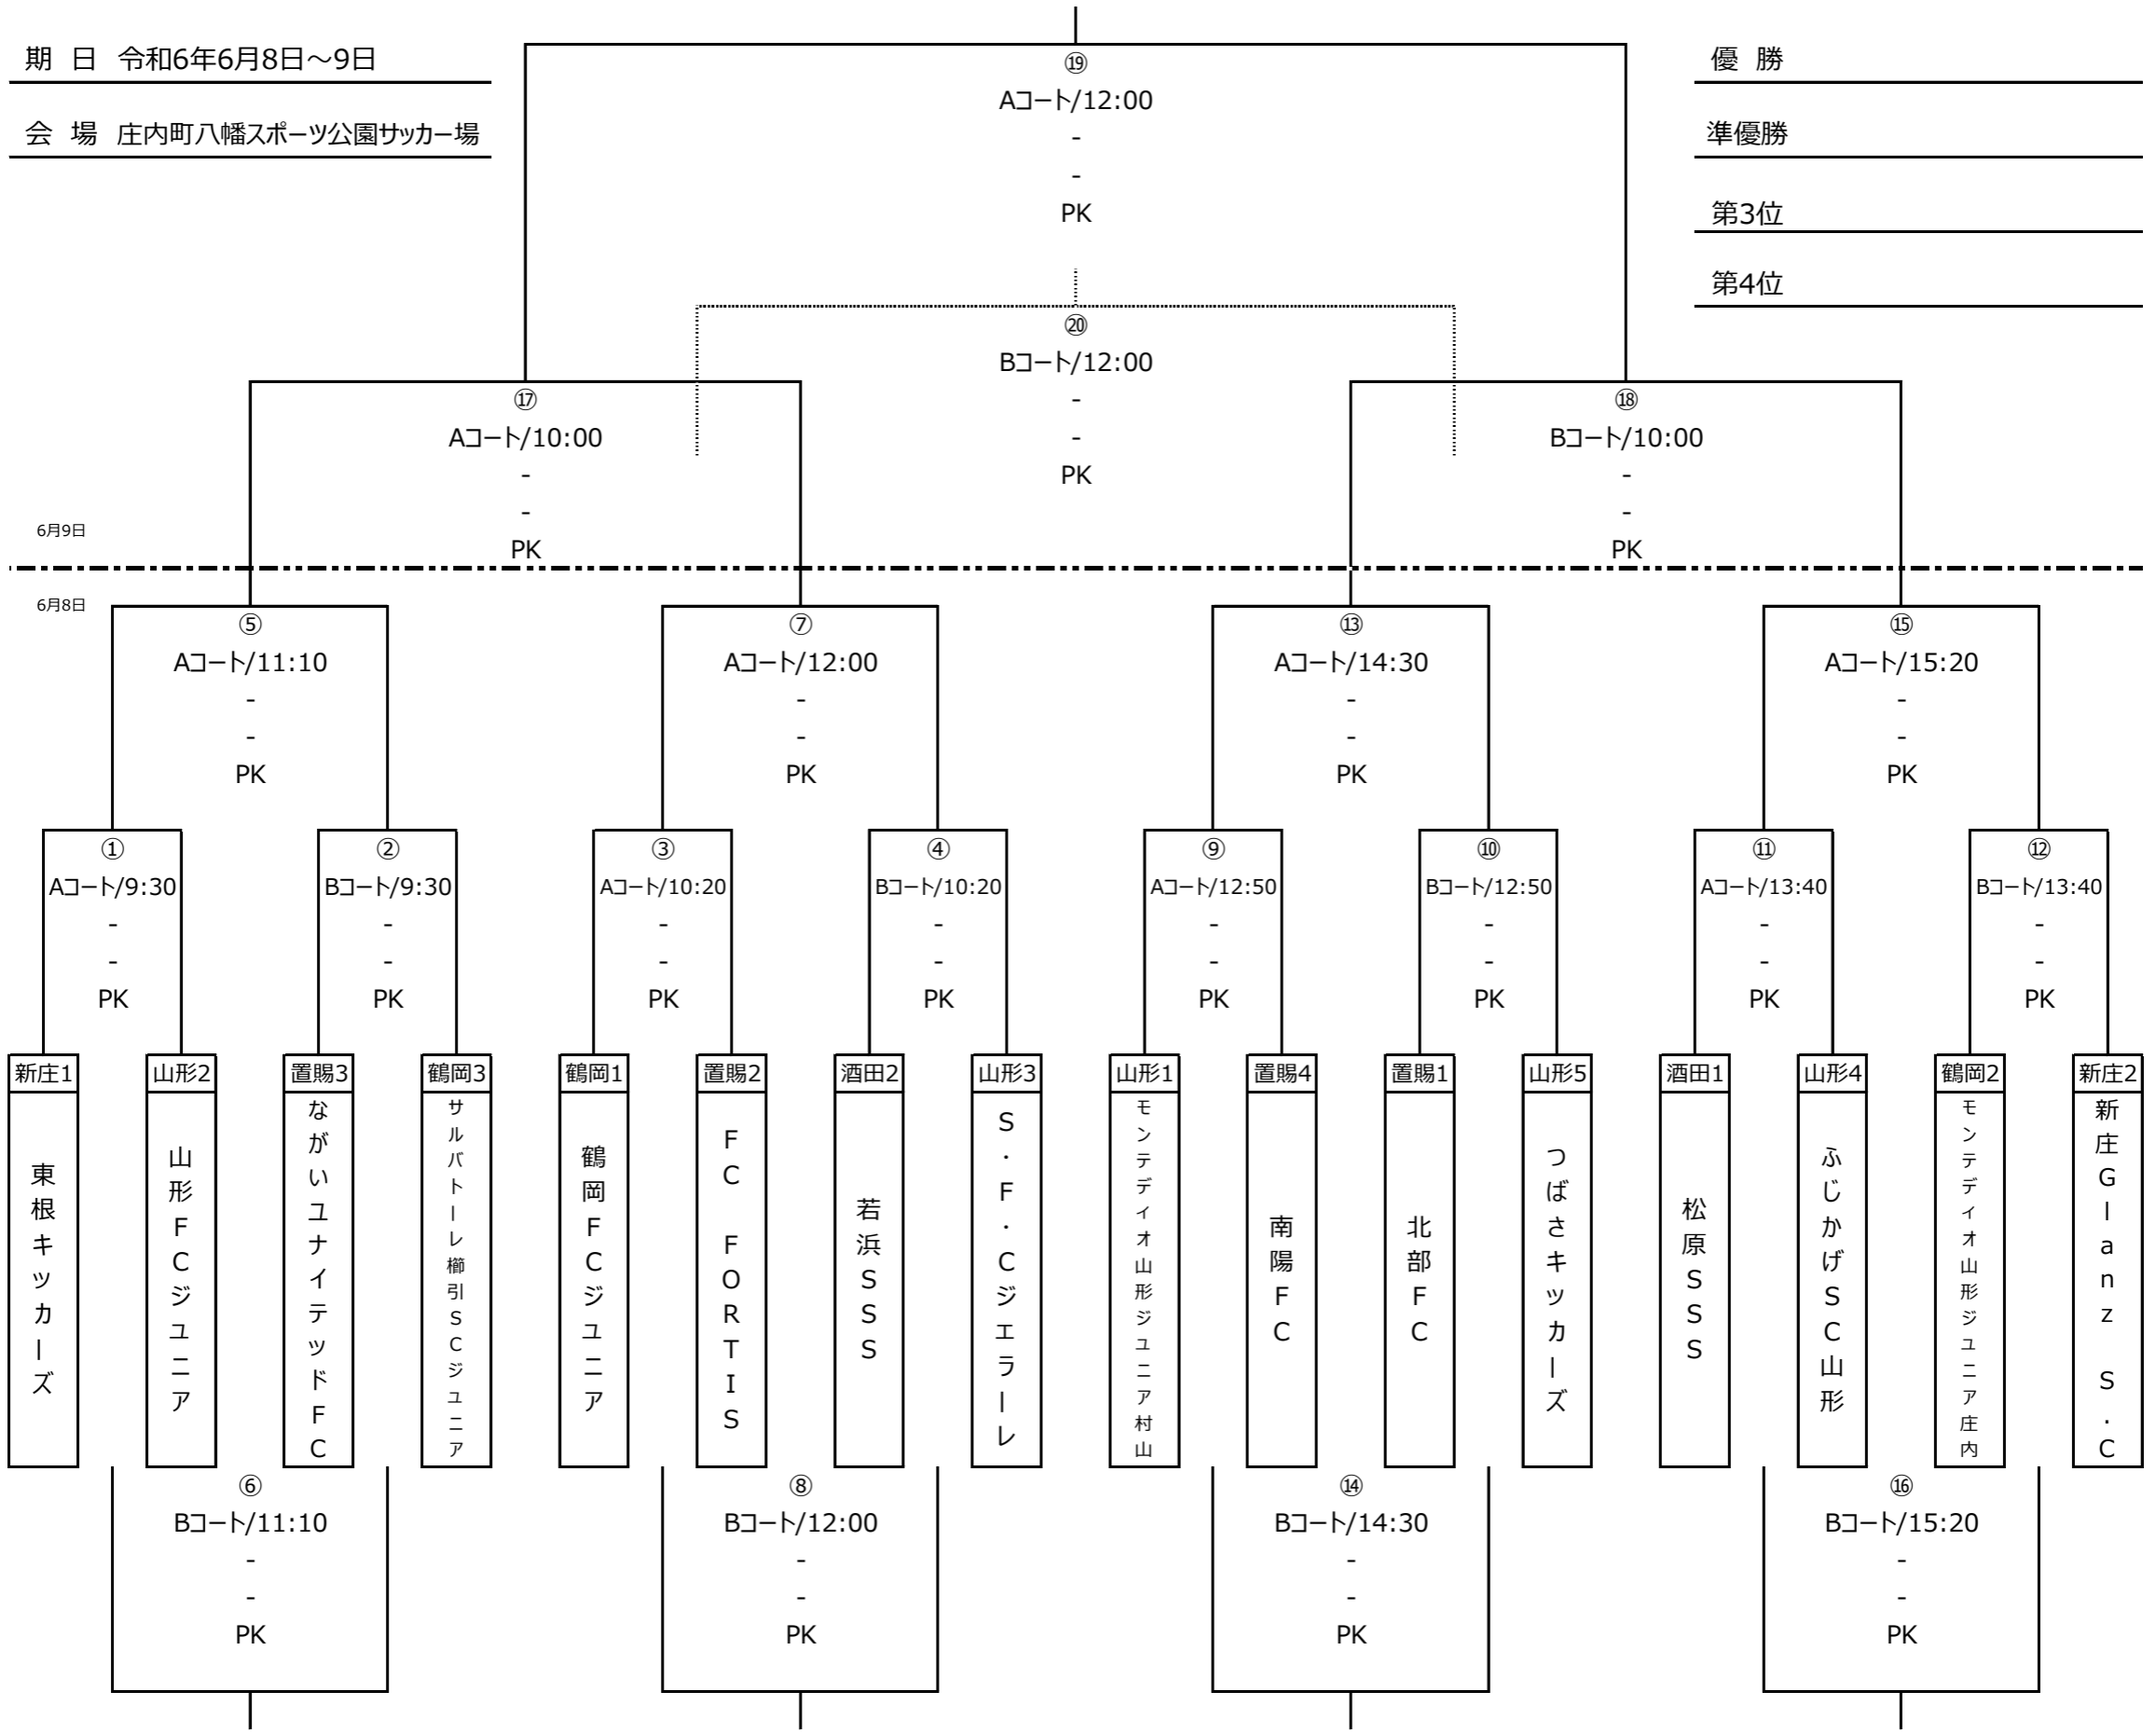 期 日 令和6年6月8日～9日
会 場 庄内町八幡スポーツ公園サッカー場
優 勝
準優勝
第3位
第4位
⑲
Aコート/12:00
-
-
PK
⑳
Bコート/12:00
-
-
PK
⑰
Aコート/10:00
-
-
PK
⑱
Bコート/10:00
-
-
PK
6月9日
6月8日
⑤
Aコート/11:10
-
-
PK
⑦
Aコート/12:00
-
-
PK
⑬
Aコート/14:30
-
-
PK
⑮
Aコート/15:20
-
-
PK
①
Aコート/9:30
-
-
PK
②
Bコート/9:30
-
-
PK
③
Aコート/10:20
-
-
PK
④
Bコート/10:20
-
-
PK
⑨
Aコート/12:50
-
-
PK
⑩
Bコート/12:50
-
-
PK
⑪
Aコート/13:40
-
-
PK
⑫
Bコート/13:40
-
-
PK
新庄1
東根キッカーズ
山形2
山形FCジユニア
置賜3
ながいユナイテッドFC
鶴岡3
サルバトーレ櫛引SCジユニア
鶴岡1
鶴岡FCジユニア
置賜2
FC FORTIS
酒田2
若浜SSS
山形3
S・F・Cジエラーレ
山形1
モンテディオ山形ジユニア村山
置賜4
南陽FC
置賜1
北部FC
山形5
つばさキッカーズ
酒田1
松原SSS
山形4
ふじかげSC山形
鶴岡2
モンテディオ山形ジユニア庄内
新庄2
新庄Glanz S.C
⑥
Bコート/11:10
-
-
PK
⑧
Bコート/12:00
-
-
PK
⑭
Bコート/14:30
-
-
PK
⑯
Bコート/15:20
-
-
PK